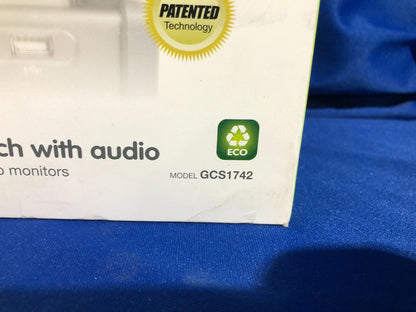 PATENTED
Technology
ECO
ch with audio
o monitors
MODEL GCS1742